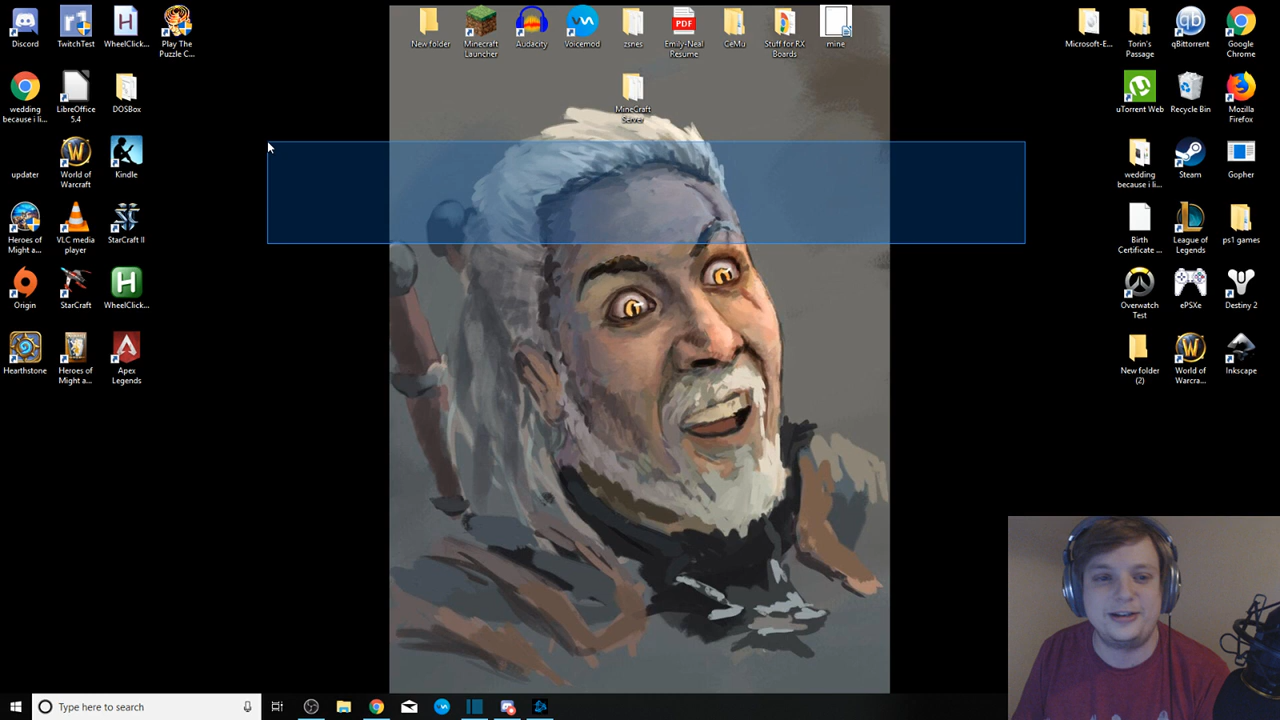 Discord
TwitchTest
WheelClick...
Play The
Puzzle C...
New folder
Minecraft
Launcher
Audacity
Voicemod
zsnes
Emily-Neal
Resume
CeMu
Stuff for RX
Boards
mine
Microsoft-E...
Torin's
Passage
qBittorrent
Google
Chrome
wedding
because i li...
LibreOffice
5.4
DOSBox
MineCraft
Server
uTorrent Web
Recycle Bin
Mozilla
Firefox
updater
World of
Warcraft
Kindle
wedding
because i li...
Steam
Gopher
Heroes of
Might a...
VLC media
player
StarCraft II
Birth
Certificate ...
League of
Legends
ps1 games
Origin
StarCraft
WheelClick...
Overwatch
Test
ePSXe
Destiny 2
Hearthstone
Heroes of
Might a...
Apex
Legends
New folder
(2)
World of
Warcra...
Inkscape
Type here to search